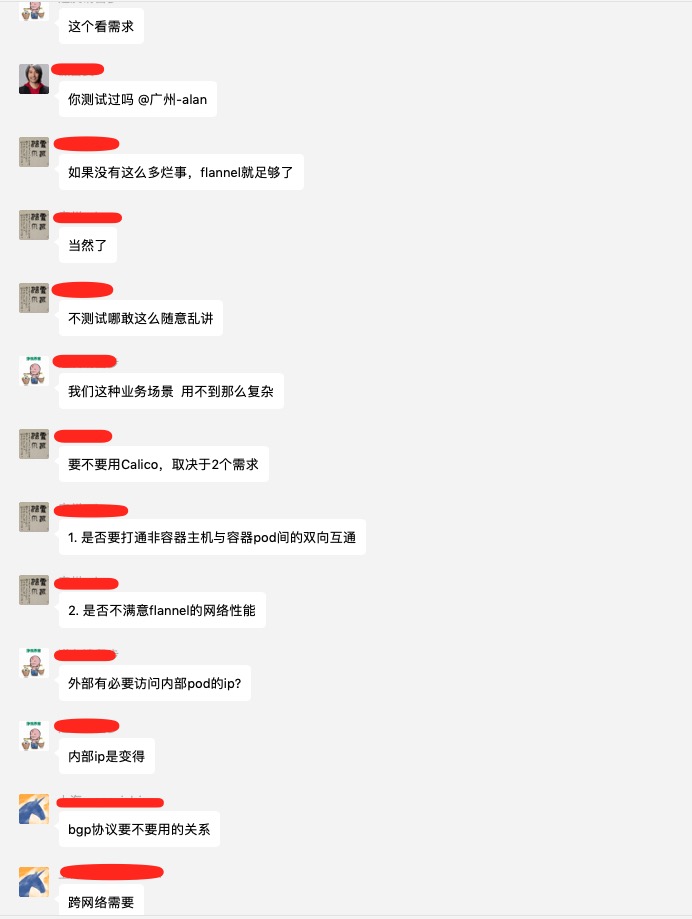 这个看需求
你测试过吗 @广州-alan
如果没有这么多烂事，flannel就足够了
当然了
不测试哪敢这么随意乱讲
我们这种业务场景  用不到那么复杂
要不要用Calico，取决于2个需求
1. 是否要打通非容器主机与容器pod间的双向互通
2. 是否不满意flannel的网络性能
外部有必要访问内部pod的ip?
内部ip是变得
bgp协议要不要用的关系
跨网络需要